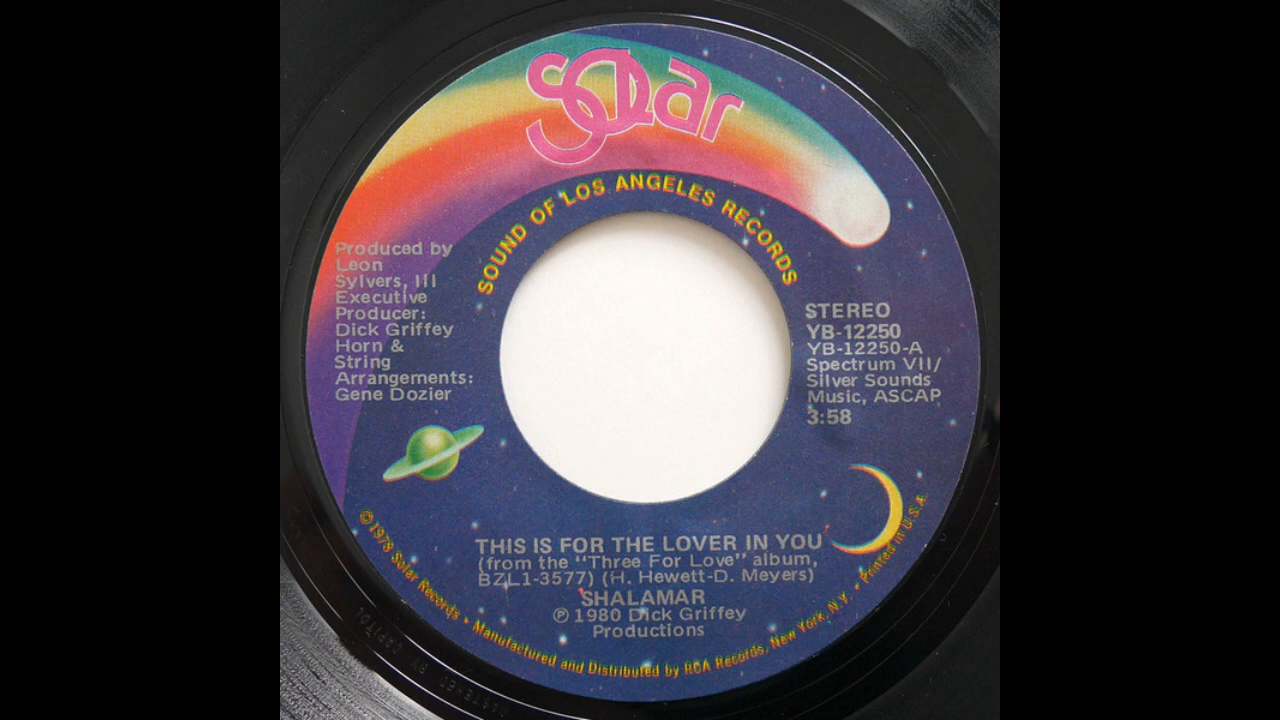 Solar
SOUND OF LOS ANGELES RECORDS
Produced by
Leon
Sylvers, III
Executive
Producer:
Dick Griffey
Horn &
String
Arrangements:
Gene Dozier
STEREO
YB-12250
YB-12250-A
Spectrum VII/
Silver Sounds
Music, ASCAP
3:58
THIS IS FOR THE LOVER IN YOU
(from the "Three For Love" album,
BZL1-3577) (H. Hewett-D. Meyers)
SHALAMAR
℗ 1980 Dick Griffey
Productions
© 1978 Solar Records • Manufactured and Distributed by RCA Records, New York, N.Y. • Printed in U.S.A.